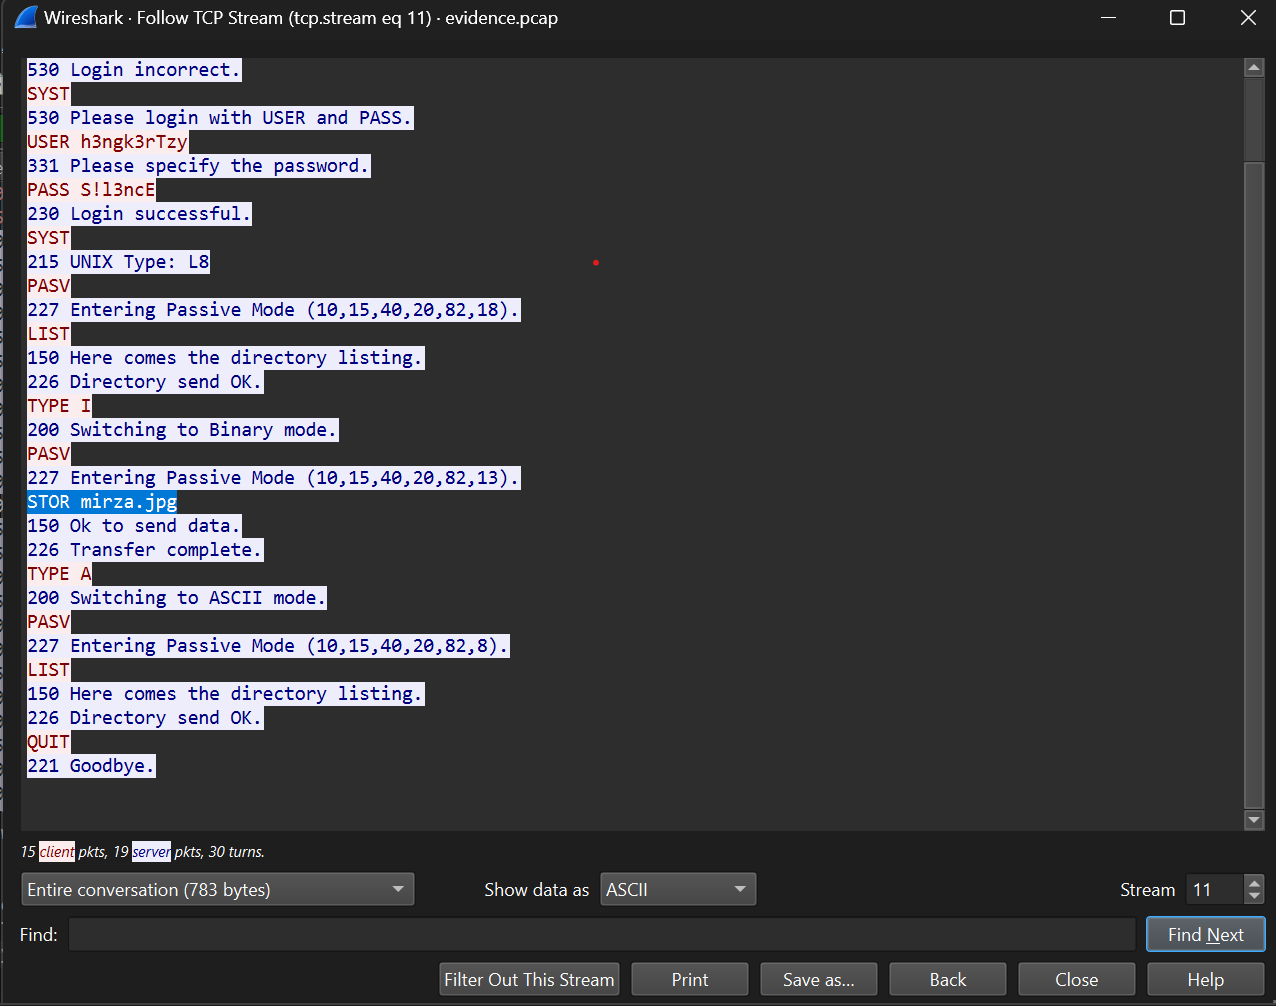 Wireshark · Follow TCP Stream (tcp.stream eq 11) · evidence.pcap
530 Login incorrect.
SYST
530 Please login with USER and PASS.
USER h3ngk3rTzy
331 Please specify the password.
PASS S!l3ncE
230 Login successful.
SYST
215 UNIX Type: L8
PASV
227 Entering Passive Mode (10,15,40,20,82,18).
LIST
150 Here comes the directory listing.
226 Directory send OK.
TYPE I
200 Switching to Binary mode.
PASV
227 Entering Passive Mode (10,15,40,20,82,13).
STOR mirza.jpg
150 Ok to send data.
226 Transfer complete.
TYPE A
200 Switching to ASCII mode.
PASV
227 Entering Passive Mode (10,15,40,20,82,8).
LIST
150 Here comes the directory listing.
226 Directory send OK.
QUIT
221 Goodbye.
15 client pkts, 19 server pkts, 30 turns.
Entire conversation (783 bytes) Show data as ASCII Stream 11
Find: Find Next
Filter Out This Stream Print Save as... Back Close Help